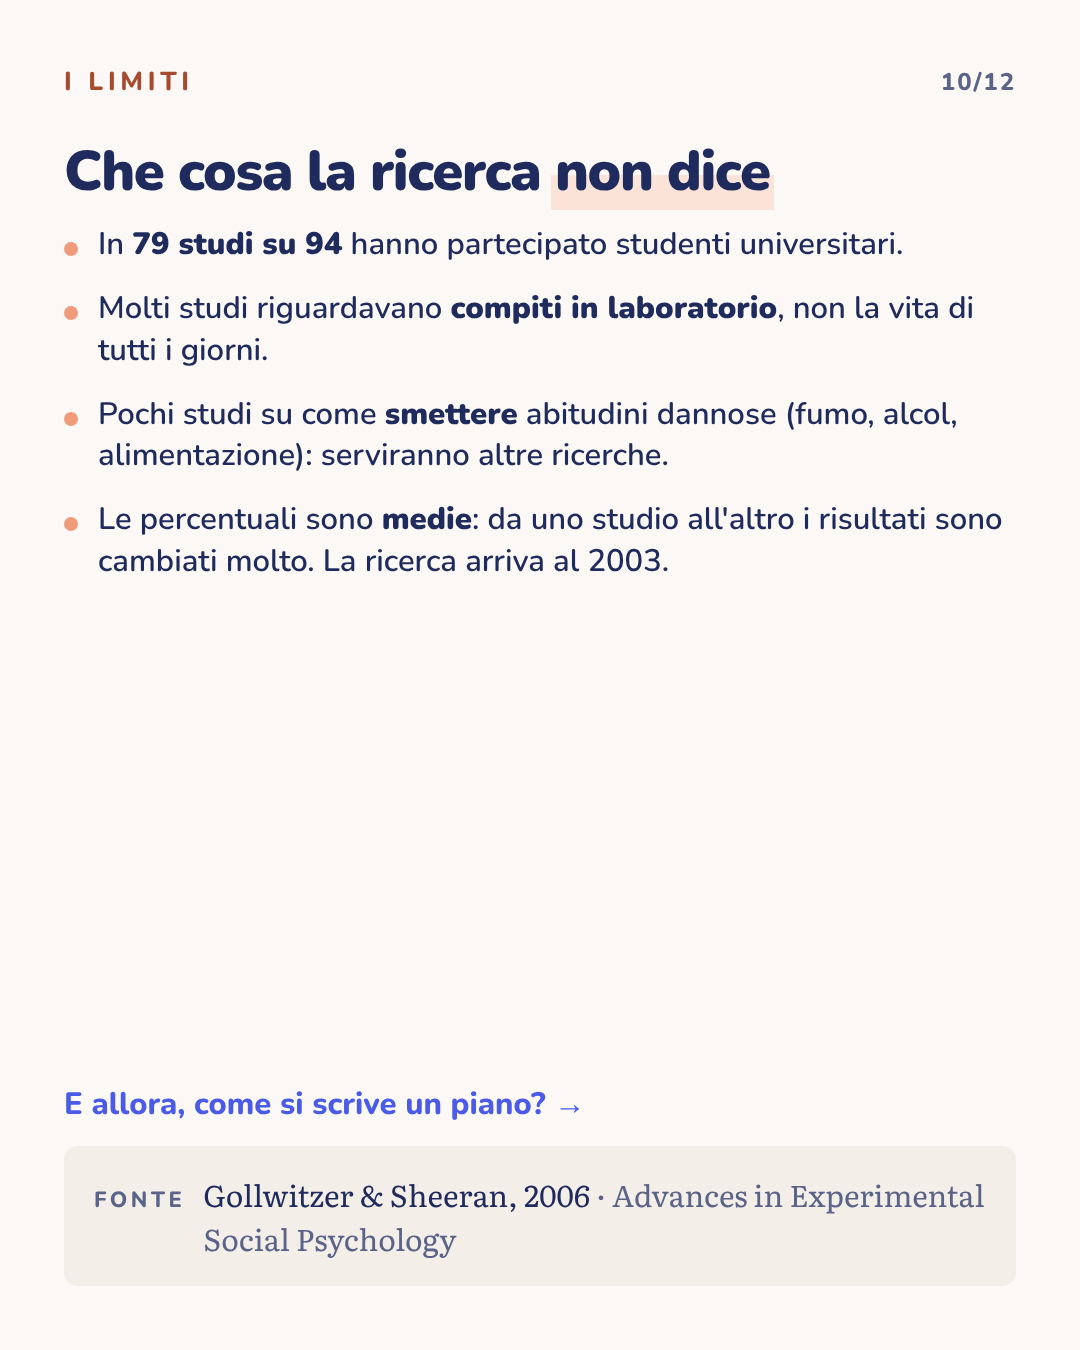 I LIMITI
10/12
Che cosa la ricerca non dice
In 79 studi su 94 hanno partecipato studenti universitari.
Molti studi riguardavano compiti in laboratorio, non la vita di
tutti i giorni.
Pochi studi su come smettere abitudini dannose (fumo, alcol,
alimentazione): serviranno altre ricerche.
Le percentuali sono medie: da uno studio all'altro i risultati sono
cambiati molto. La ricerca arriva al 2003.
E allora, come si scrive un piano? →
FONTE Gollwitzer & Sheeran, 2006 · Advances in Experimental
Social Psychology